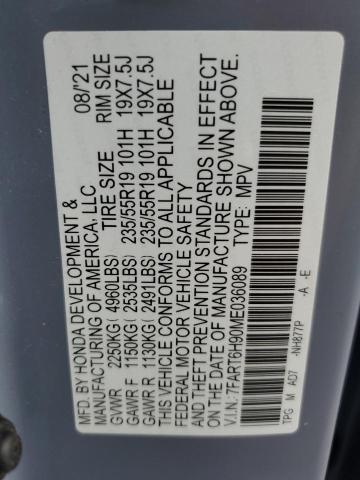 MFD. BY HONDA DEVELOPMENT & 08/'21
MANUFACTURING OF AMERICA, LLC
TIRE SIZE RIM SIZE
GVWR 2250KG( 4960LBS)
GAWR F 1150KG( 2535LBS) 235/55R19 101H 19X7.5J
GAWR R 1130KG( 2491LBS) 235/55R19 101H 19X7.5J
THIS VEHICLE CONFORMS TO ALL APPLICABLE
FEDERAL MOTOR VEHICLE SAFETY
AND THEFT PREVENTION STANDARDS IN EFFECT
ON THE DATE OF MANUFACTURE SHOWN ABOVE.
V.I.N.: 7FART6H90ME036089 TYPE: MPV
TPG M AD7 -NH877P -A -E